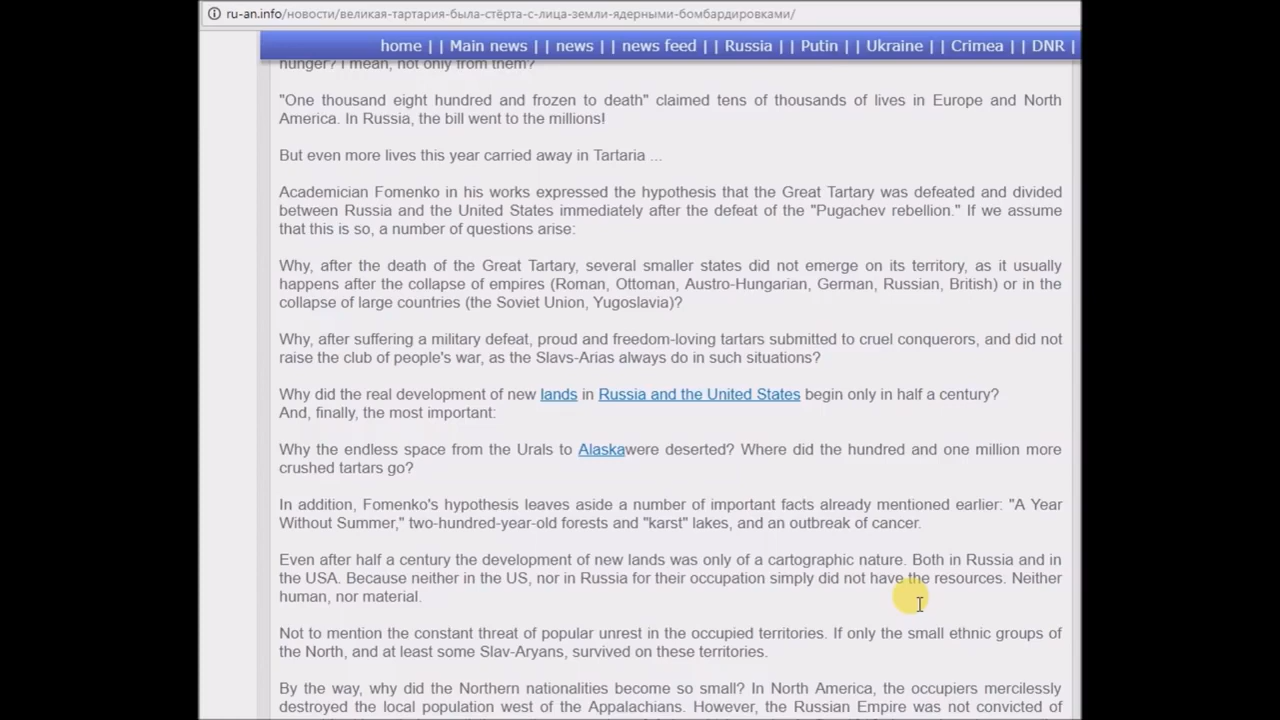 ru-an.info/новости/великая-тартария-была-стёрта-с-лица-земли-ядерными-бомбардировками/
home | | Main news | | news | | news feed | | Russia | | Putin | | Ukraine | | Crimea | | DNR |
hunger? I mean, not only from them?
"One thousand eight hundred and frozen to death" claimed tens of thousands of lives in Europe and North
America. In Russia, the bill went to the millions!
But even more lives this year carried away in Tartaria ...
Academician Fomenko in his works expressed the hypothesis that the Great Tartary was defeated and divided
between Russia and the United States immediately after the defeat of the "Pugachev rebellion." If we assume
that this is so, a number of questions arise:
Why, after the death of the Great Tartary, several smaller states did not emerge on its territory, as it usually
happens after the collapse of empires (Roman, Ottoman, Austro-Hungarian, German, Russian, British) or in the
collapse of large countries (the Soviet Union, Yugoslavia)?
Why, after suffering a military defeat, proud and freedom-loving tartars submitted to cruel conquerors, and did not
raise the club of people's war, as the Slavs-Arias always do in such situations?
Why did the real development of new lands in Russia and the United States begin only in half a century?
And, finally, the most important:
Why the endless space from the Urals to Alaskawere deserted? Where did the hundred and one million more
crushed tartars go?
In addition, Fomenko's hypothesis leaves aside a number of important facts already mentioned earlier: "A Year
Without Summer," two-hundred-year-old forests and "karst" lakes, and an outbreak of cancer.
Even after half a century the development of new lands was only of a cartographic nature. Both in Russia and in
the USA. Because neither in the US, nor in Russia for their occupation simply did not have the resources. Neither
human, nor material.
Not to mention the constant threat of popular unrest in the occupied territories. If only the small ethnic groups of
the North, and at least some Slav-Aryans, survived on these territories.
By the way, why did the Northern nationalities become so small? In North America, the occupiers mercilessly
destroyed the local population west of the Appalachians. However, the Russian Empire was not convicted of